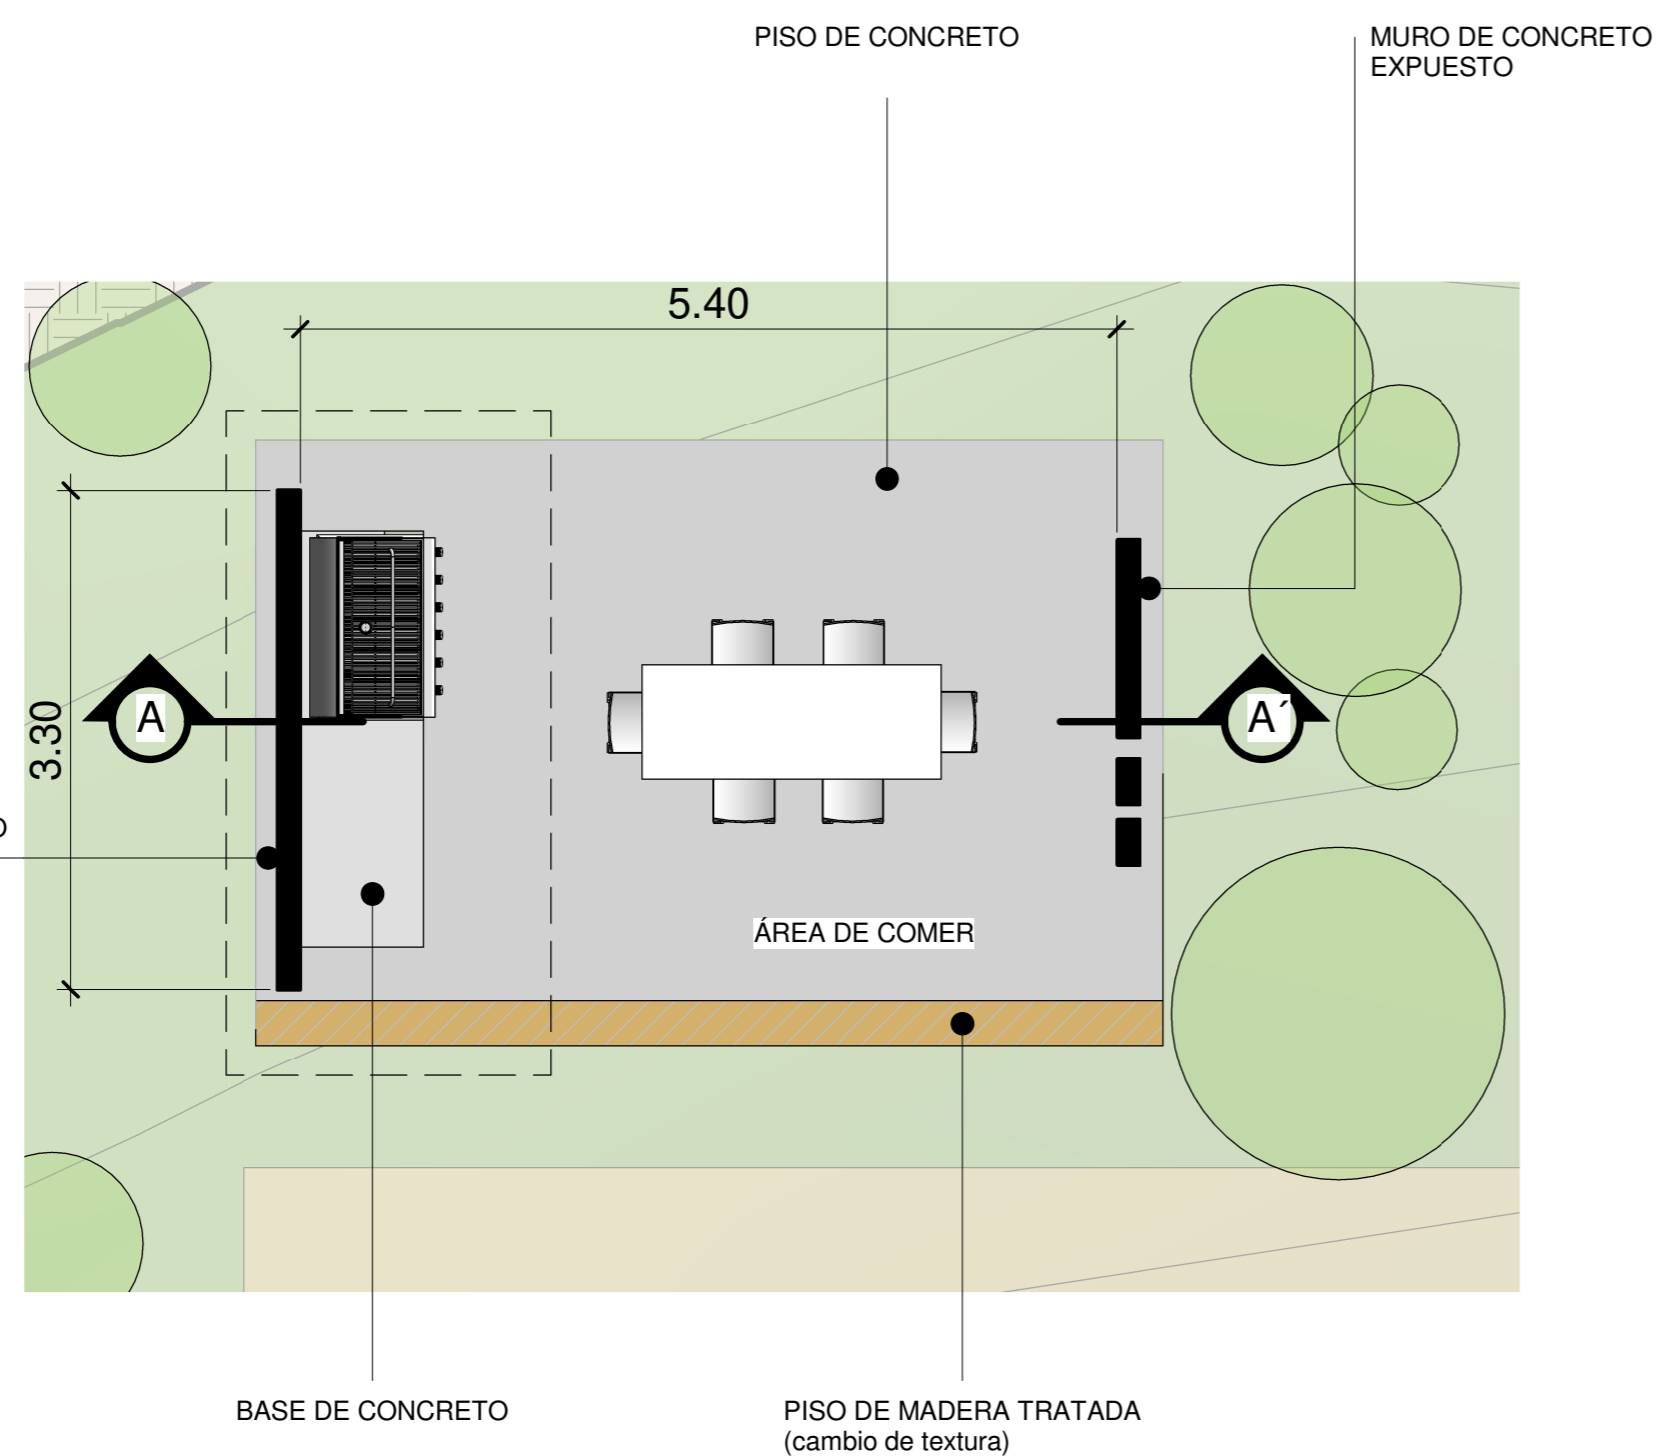 PISO DE CONCRETO
MURO DE CONCRETO
EXPUESTO
5.40
A
A´
3.30
ÁREA DE COMER
BASE DE CONCRETO
PISO DE MADERA TRATADA
(cambio de textura)